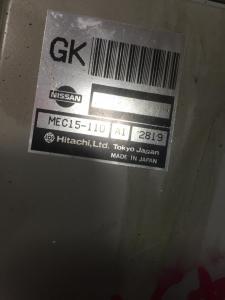 GK
NISSAN
MEC15-110 A1 2819
Hitachi, Ltd. Tokyo Japan
MADE IN JAPAN